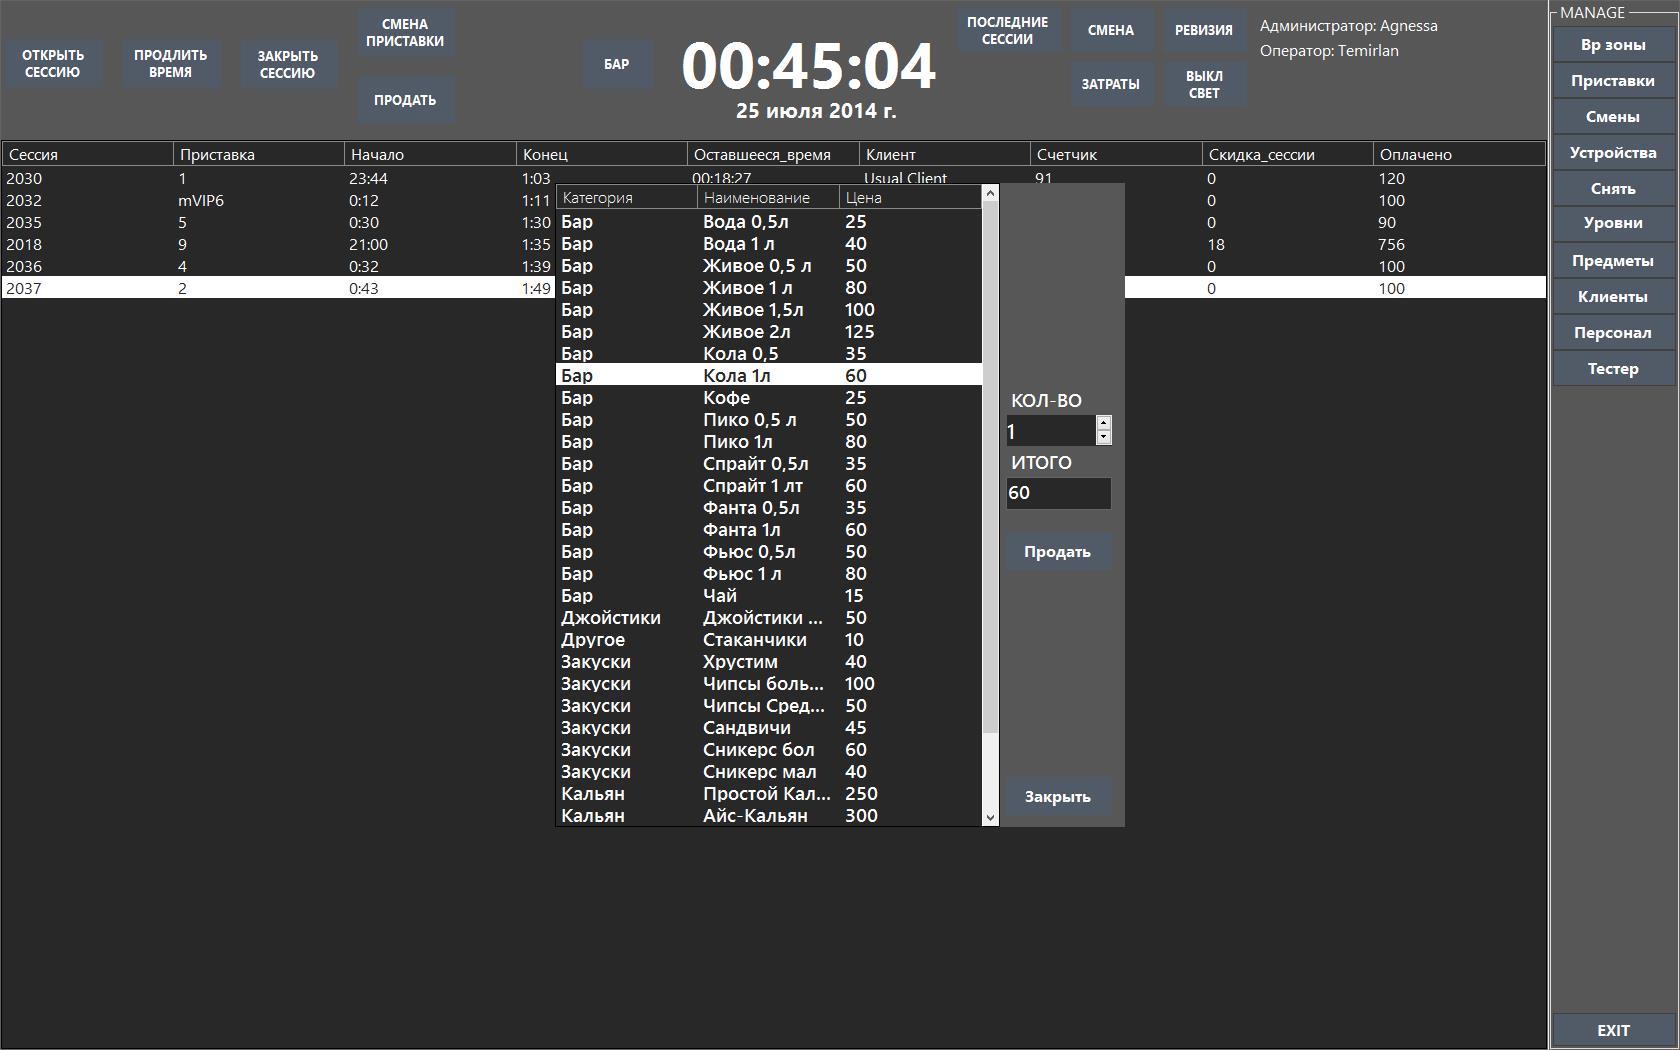 ОТКРЫТЬ
СЕССИЮ
ПРОДЛИТЬ
ВРЕМЯ
ЗАКРЫТЬ
СЕССИЮ
СМЕНА
ПРИСТАВКИ
ПРОДАТЬ
БАР
00:45:04
25 июля 2014 г.
ПОСЛЕДНИЕ
СЕССИИ
СМЕНА
РЕВИЗИЯ
ЗАТРАТЫ
ВЫКЛ
СВЕТ
Администратор: Agnessa
Оператор: Temirlan
MANAGE
Вр зоны
Приставки
Смены
Устройства
Снять
Уровни
Предметы
Клиенты
Персонал
Тестер
EXIT
Сессия Приставка Начало Конец Оставшееся_время Клиент Счетчик Скидка_сессии Оплачено
2030 1 23:44 1:03 00:18:27 Usual Client 91 0 120
2032 mVIP6 0:12 1:11 0 100
2035 5 0:30 1:30 0 90
2018 9 21:00 1:35 18 756
2036 4 0:32 1:39 0 100
2037 2 0:43 1:49 0 100
Категория Наименование Цена
Бар Вода 0,5л 25
Бар Вода 1 л 40
Бар Живое 0,5 л 50
Бар Живое 1 л 80
Бар Живое 1,5л 100
Бар Живое 2л 125
Бар Кола 0,5 35
Бар Кола 1л 60
Бар Кофе 25
Бар Пико 0,5 л 50
Бар Пико 1л 80
Бар Спрайт 0,5л 35
Бар Спрайт 1 лт 60
Бар Фанта 0,5л 35
Бар Фанта 1л 60
Бар Фьюс 0,5л 50
Бар Фьюс 1 л 80
Бар Чай 15
Джойстики Джойстики ... 50
Другое Стаканчики 10
Закуски Хрустим 40
Закуски Чипсы боль... 100
Закуски Чипсы Сред... 50
Закуски Сандвичи 45
Закуски Сникерс бол 60
Закуски Сникерс мал 40
Кальян Простой Кал... 250
Кальян Айс-Кальян 300
КОЛ-ВО
1
ИТОГО
60
Продать
Закрыть